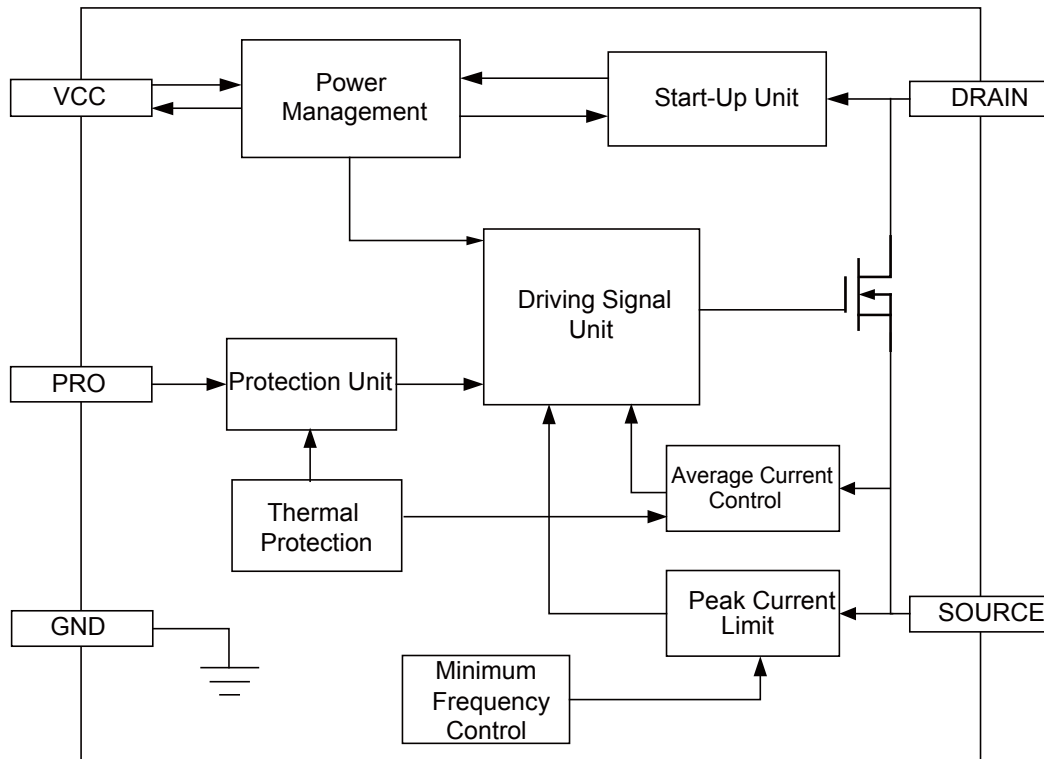 VCC
Power
Management
Start-Up Unit
DRAIN
Driving Signal
Unit
PRO
Protection Unit
Average Current
Control
Thermal
Protection
Peak Current
Limit
SOURCE
GND
Minimum
Frequency
Control